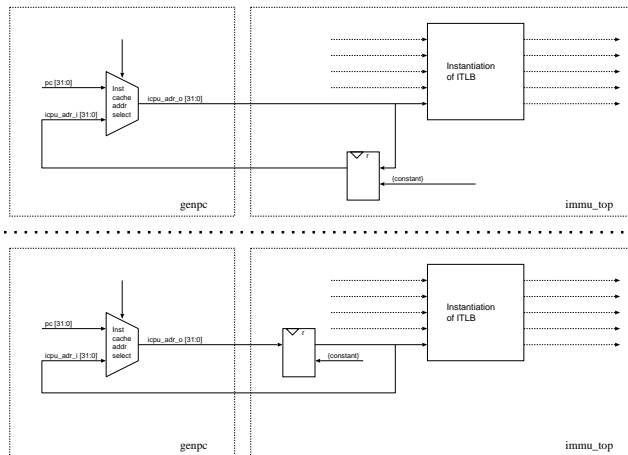 pc [31:0]
Inst
cache
addr
select
icpu_adr_i [31:0]
icpu_adr_o [31:0]
Instantiation
of ITLB
r
{constant}
genpc
immu_top
pc [31:0]
Inst
cache
addr
select
icpu_adr_i [31:0]
icpu_adr_o [31:0]
r
{constant}
Instantiation
of ITLB
genpc
immu_top